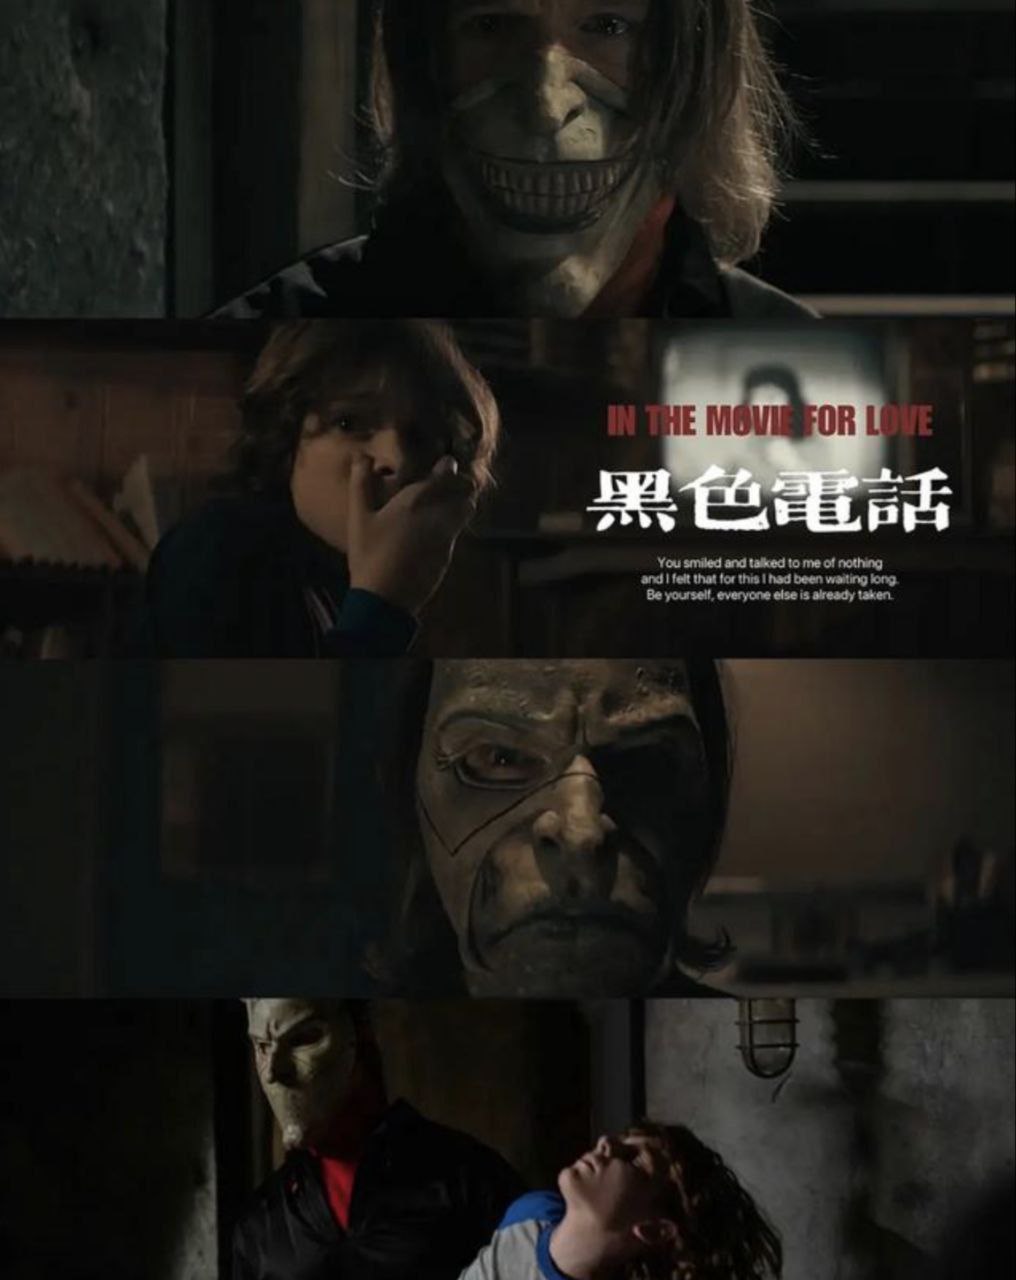 IN THE MOVIE FOR LOVE
黑色電話
You smiled and talked to me of nothing
and I felt that for this I had been waiting long.
Be yourself, everyone else is already taken.